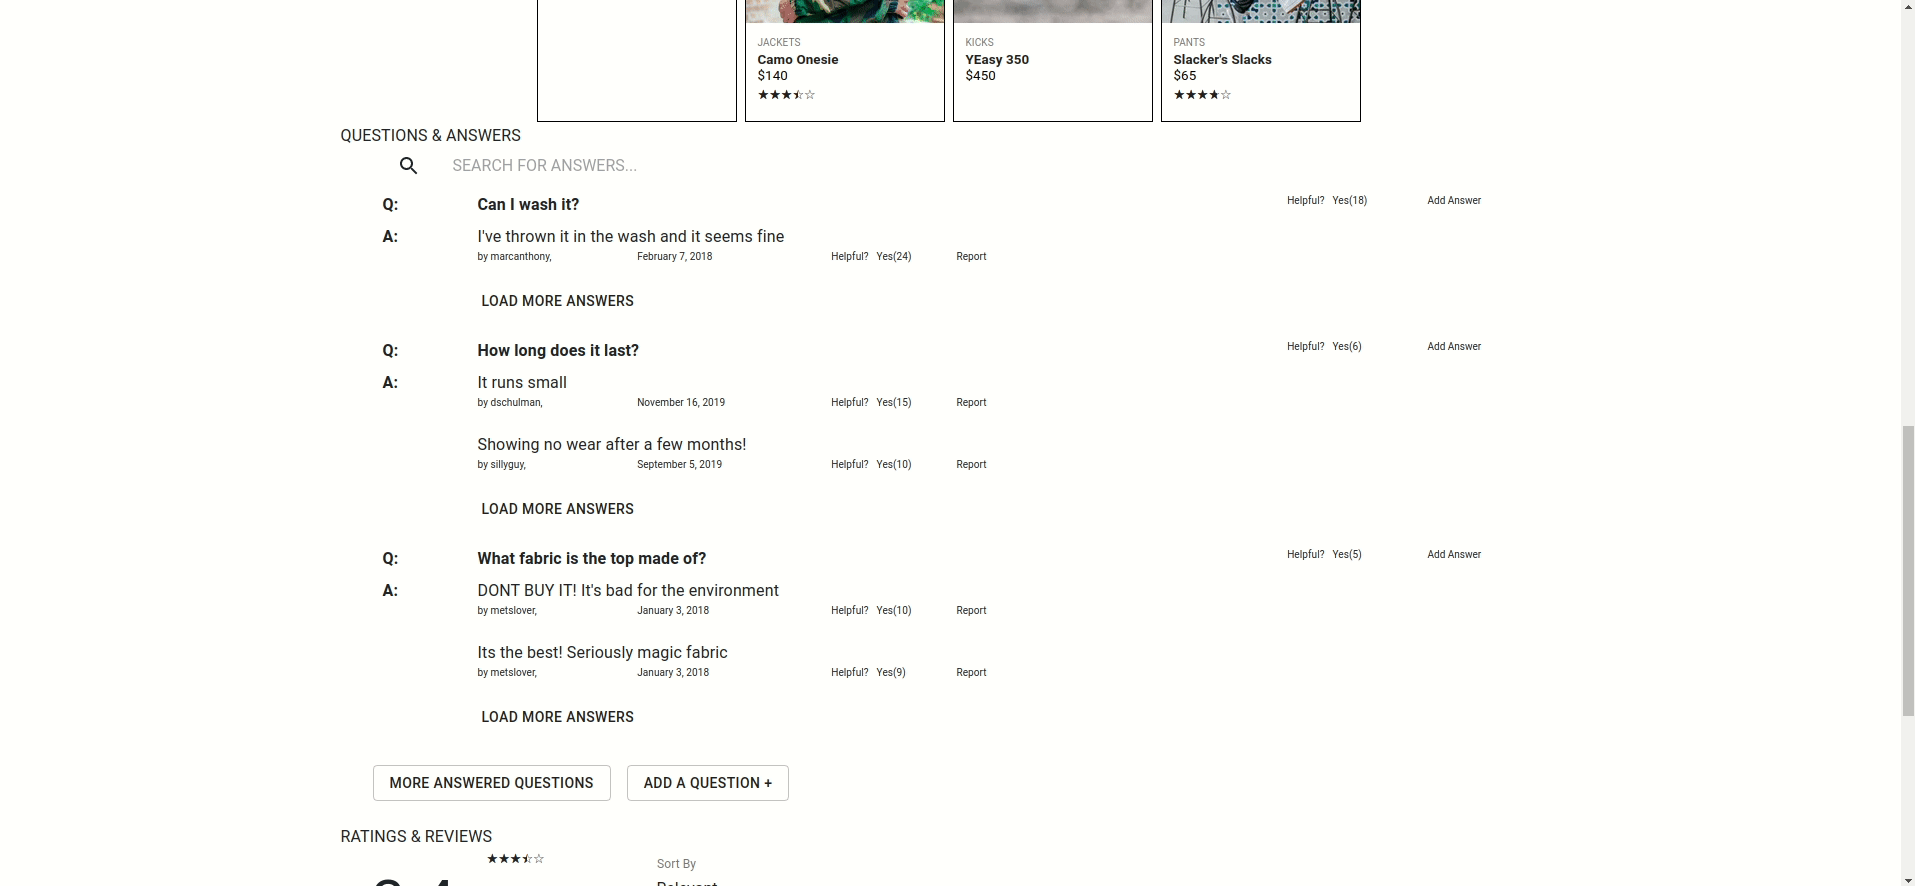 JACKETS
Camo Onesie
$140
KICKS
YEasy 350
$450
PANTS
Slacker's Slacks
$65
QUESTIONS & ANSWERS
SEARCH FOR ANSWERS...
Q: Can I wash it? Helpful? Yes(18) Add Answer
A: I've thrown it in the wash and it seems fine
by marcanthony, February 7, 2018 Helpful? Yes(24) Report
LOAD MORE ANSWERS
Q: How long does it last? Helpful? Yes(6) Add Answer
A: It runs small
by dschulman, November 16, 2019 Helpful? Yes(15) Report
Showing no wear after a few months!
by sillyguy, September 5, 2019 Helpful? Yes(10) Report
LOAD MORE ANSWERS
Q: What fabric is the top made of? Helpful? Yes(5) Add Answer
A: DONT BUY IT! It's bad for the environment
by metslover, January 3, 2018 Helpful? Yes(10) Report
Its the best! Seriously magic fabric
by metslover, January 3, 2018 Helpful? Yes(9) Report
LOAD MORE ANSWERS
MORE ANSWERED QUESTIONS ADD A QUESTION +
RATINGS & REVIEWS
Sort By
Relevant